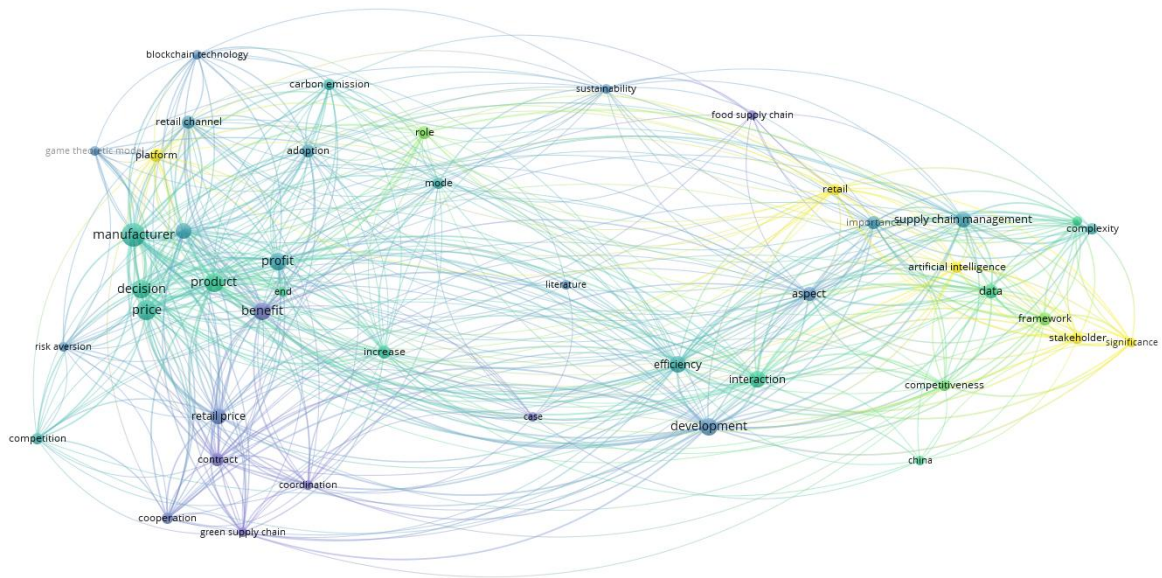 blockchain technology
carbon emission
sustainability
food supply chain
retail channel
role
game theoretic model
platform
adoption
mode
retail
importance
supply chain management
complexity
manufacturer
profit
artificial intelligence
decision
product
end
literature
aspect
data
price
benefit
framework
risk aversion
increase
stakeholder
significance
efficiency
interaction
competitiveness
retail price
case
development
competition
contract
china
coordination
cooperation
green supply chain